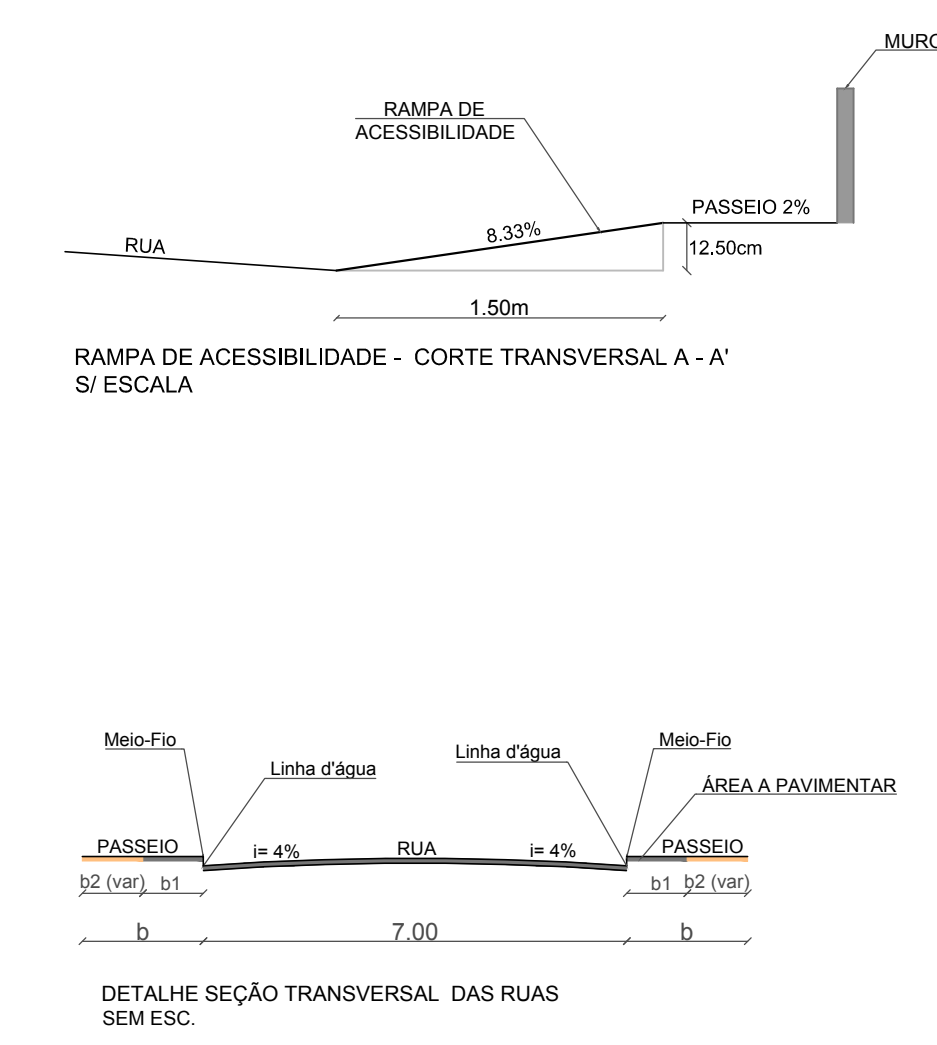 MURO
RAMPA DE
ACESSIBILIDADE
PASSEIO 2%
RUA
8.33%
12.50cm
1.50m
RAMPA DE ACESSIBILIDADE - CORTE TRANSVERSAL A - A'
S/ ESCALA
Meio-Fio
Linha d'água
Linha d'água
Meio-Fio
ÁREA A PAVIMENTAR
PASSEIO
i= 4%
RUA
i= 4%
PASSEIO
b2 (var)
b1
b1
b2 (var)
b
7.00
b
DETALHE SEÇÃO TRANSVERSAL DAS RUAS
SEM ESC.